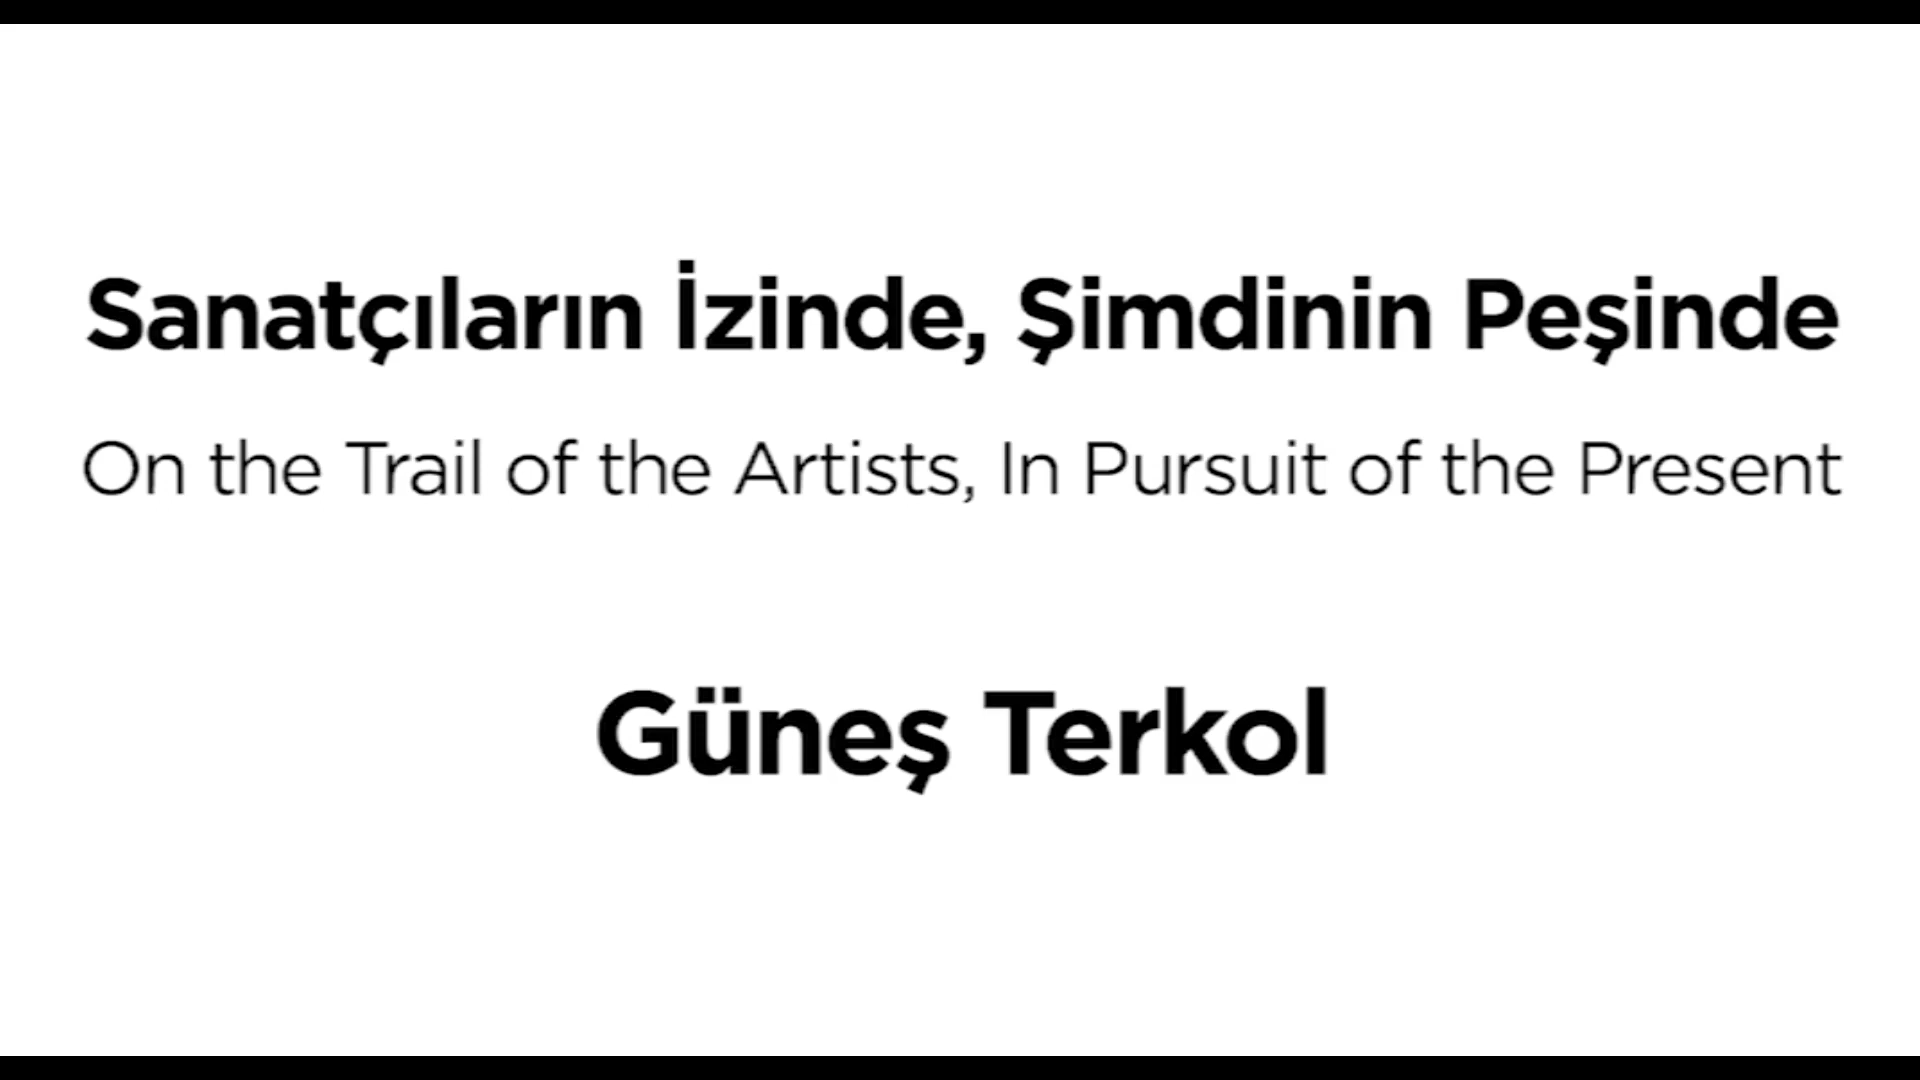 Sanatçıların İzinde, Şimdinin Peşinde
On the Trail of the Artists, In Pursuit of the Present
Güneş Terkol